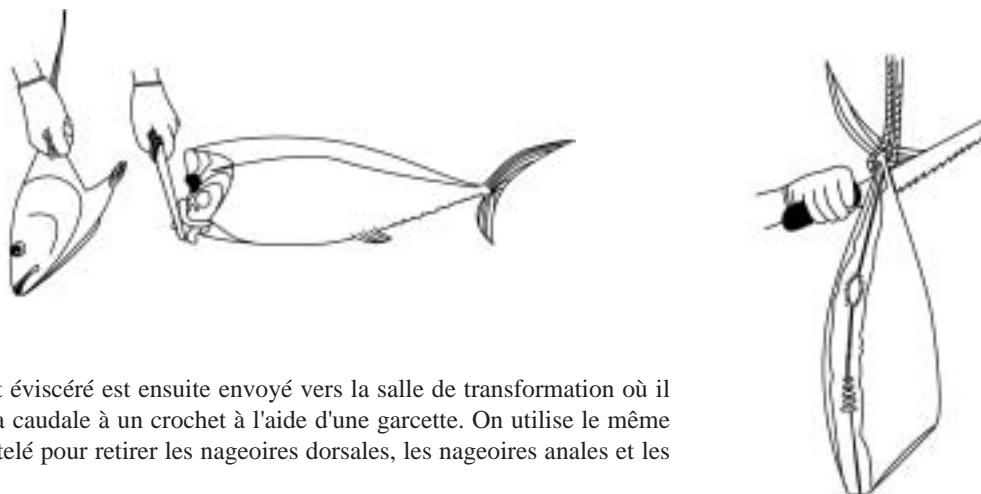 t éviscéré est ensuite envoyé vers la salle de transformation où il
a caudale à un crochet à l'aide d'une garcette. On utilise le même
telé pour retirer les nageoires dorsales, les nageoires anales et les